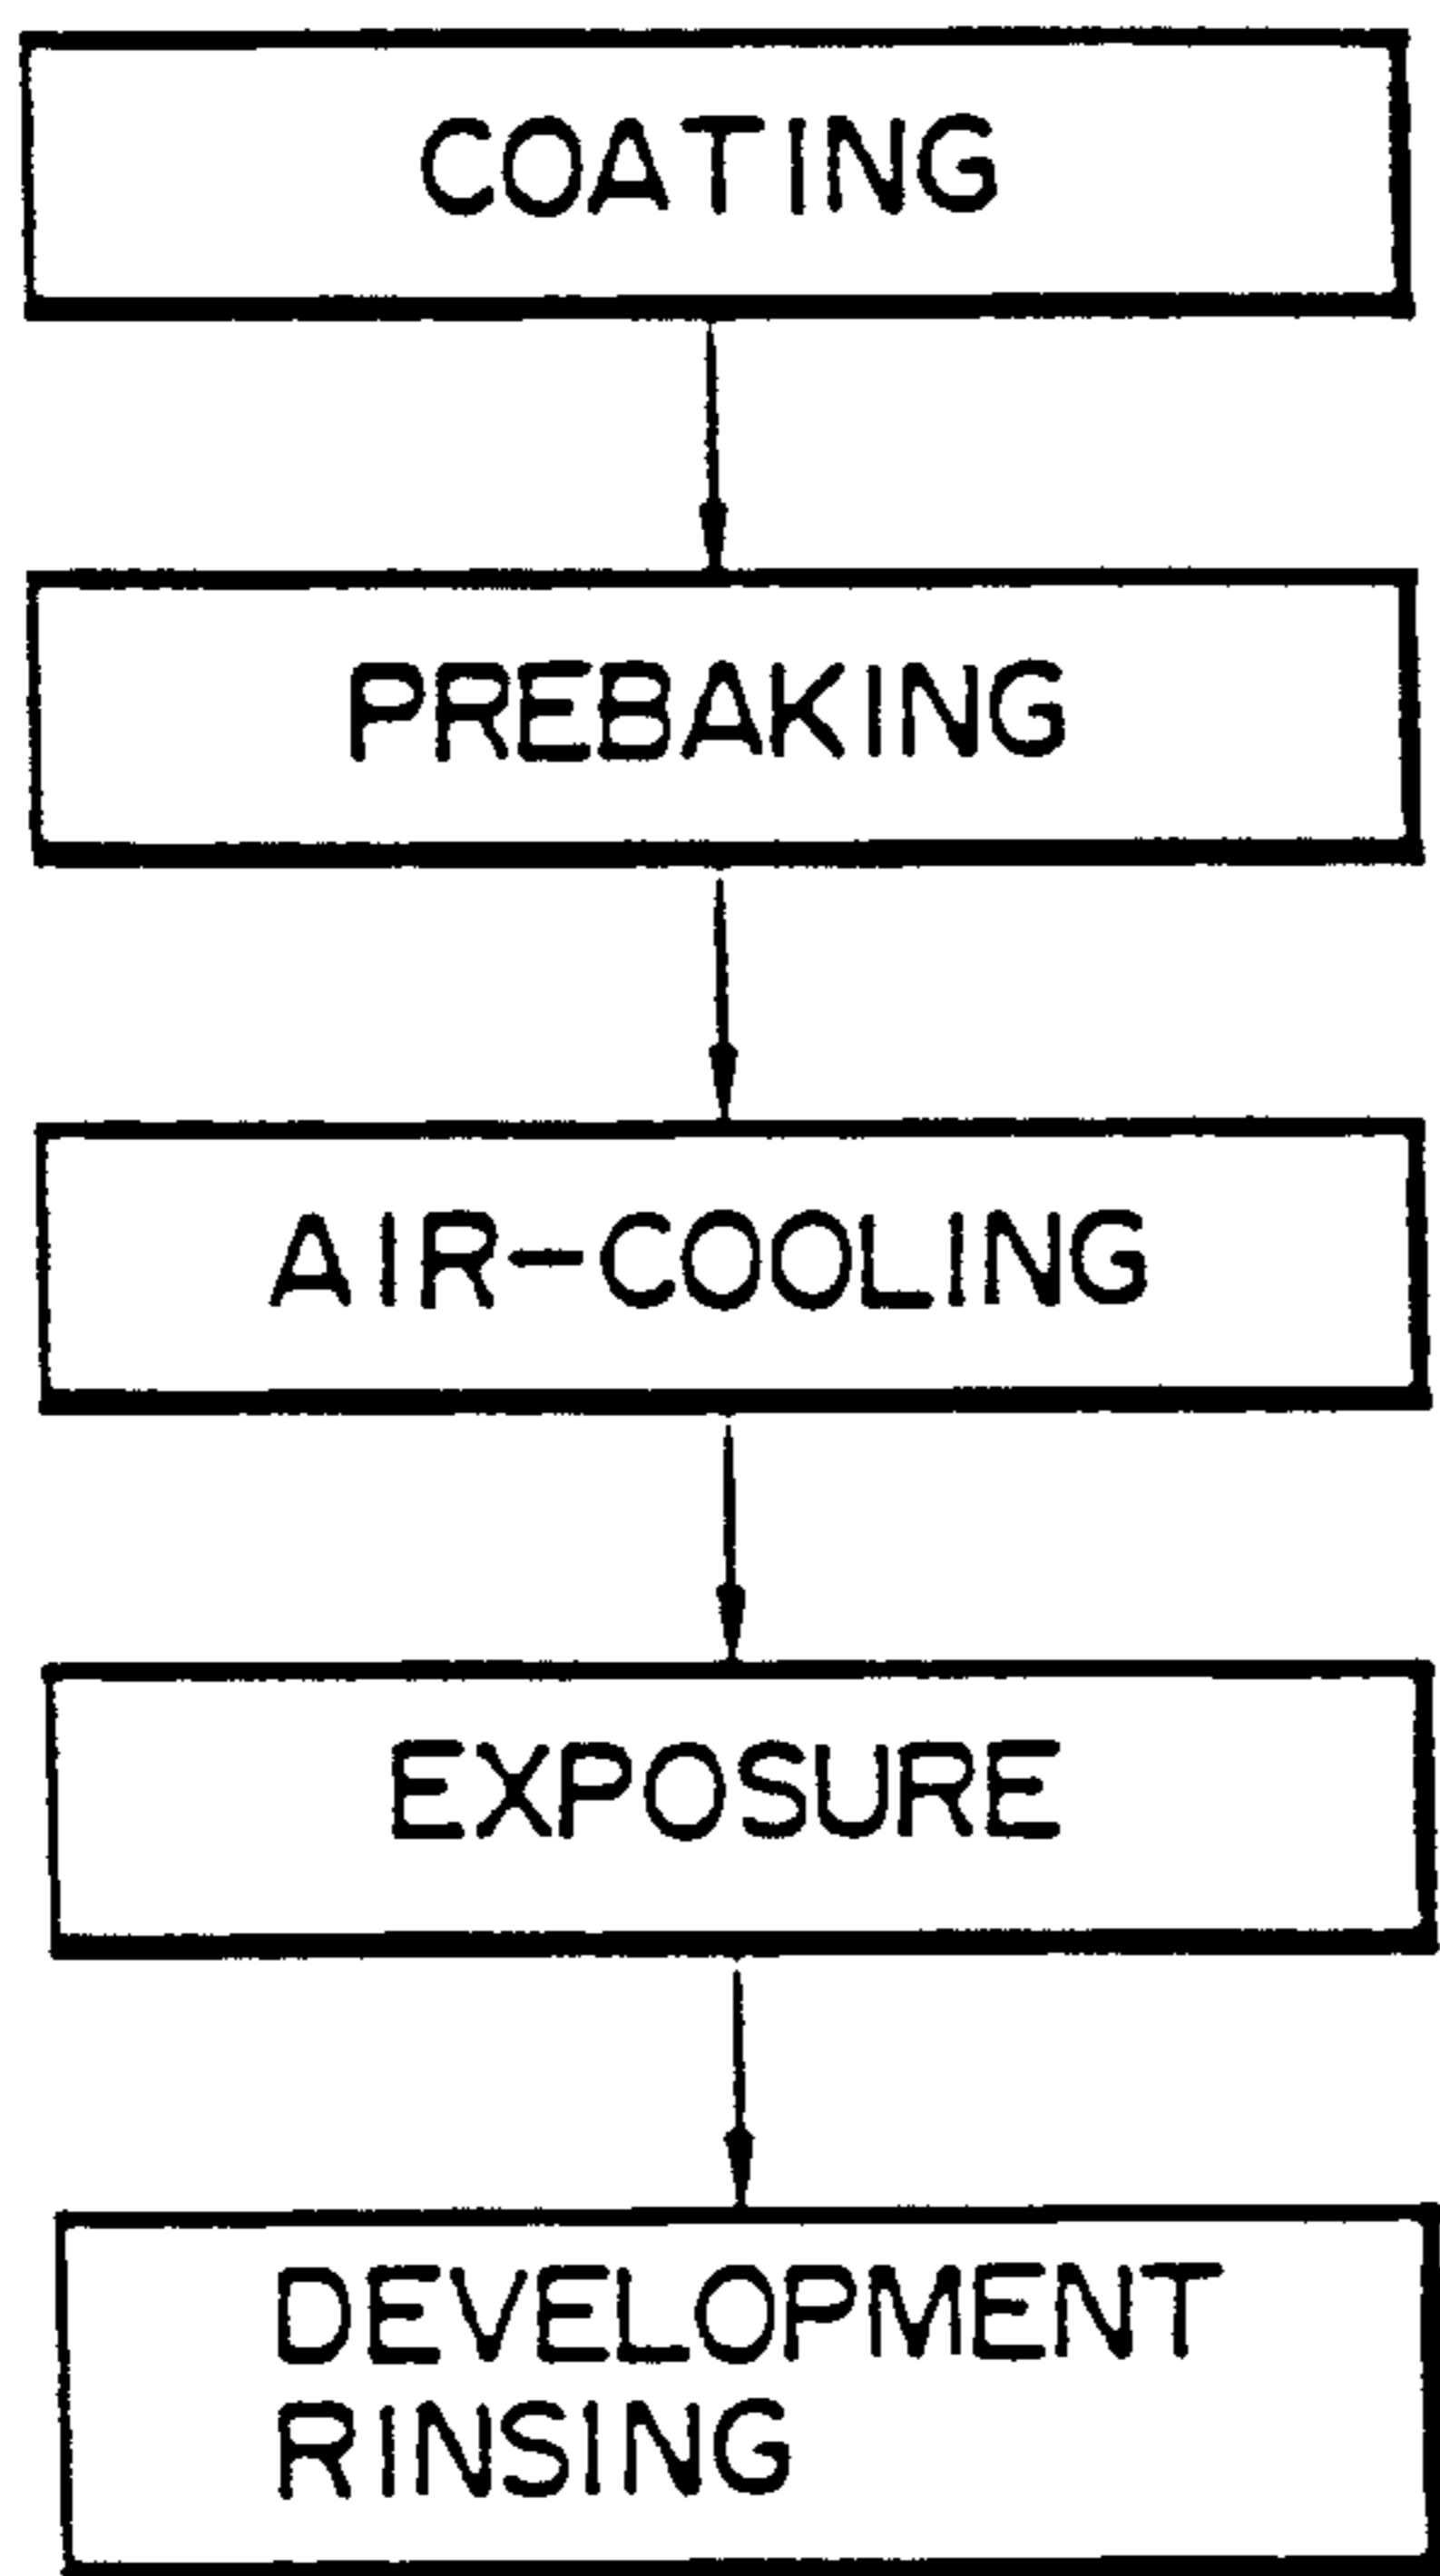 COATING
PREBAKING
AIR-COOLING
EXPOSURE
DEVELOPMENT
RINSING